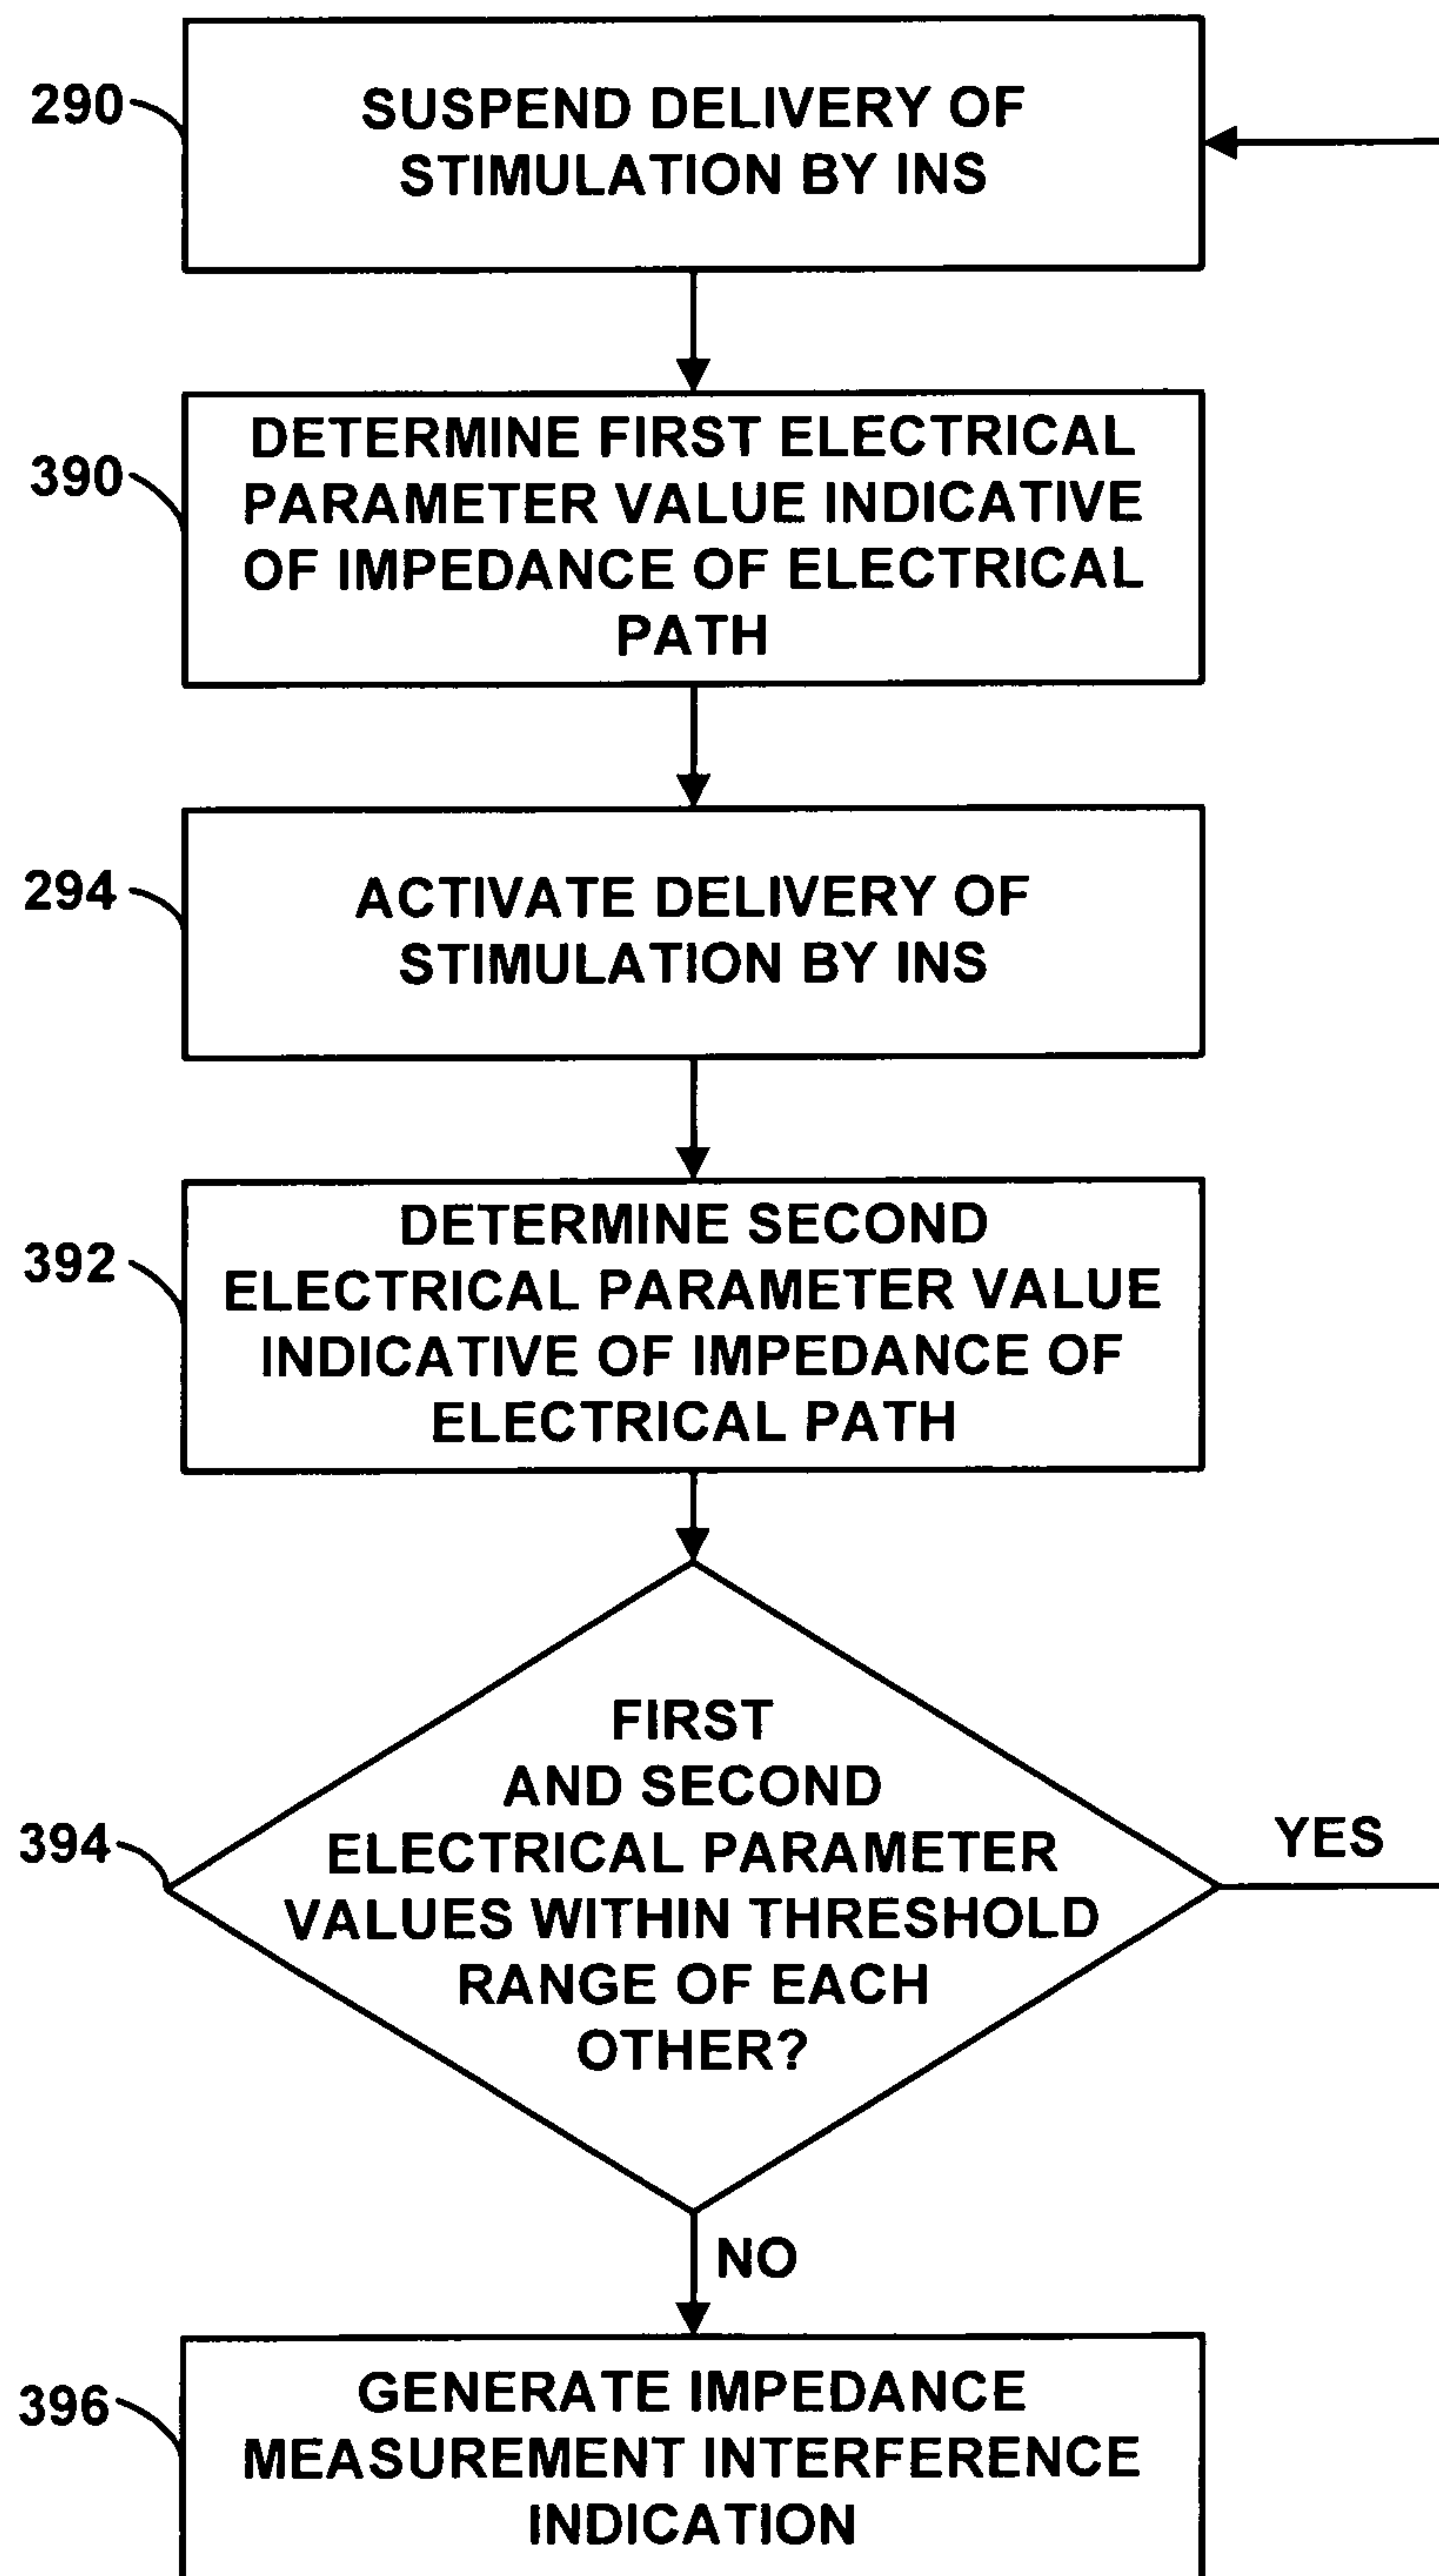 290
SUSPEND DELIVERY OF
STIMULATION BY INS
390
DETERMINE FIRST ELECTRICAL
PARAMETER VALUE INDICATIVE
OF IMPEDANCE OF ELECTRICAL
PATH
294
ACTIVATE DELIVERY OF
STIMULATION BY INS
392
DETERMINE SECOND
ELECTRICAL PARAMETER VALUE
INDICATIVE OF IMPEDANCE OF
ELECTRICAL PATH
394
FIRST
AND SECOND
ELECTRICAL PARAMETER
VALUES WITHIN THRESHOLD
RANGE OF EACH
OTHER?
YES
NO
396
GENERATE IMPEDANCE
MEASUREMENT INTERFERENCE
INDICATION